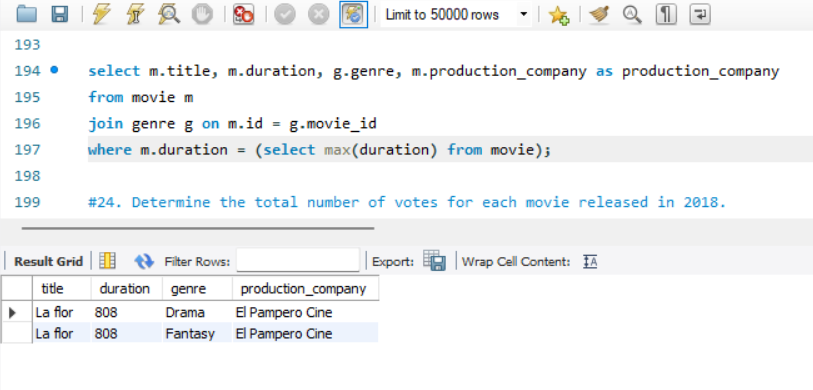 Limit to 50000 rows
193
194 select m.title, m.duration, g.genre, m.production_company as production_company
195 from movie m
196 join genre g on m.id = g.movie_id
197 where m.duration = (select max(duration) from movie);
198
199 #24. Determine the total number of votes for each movie released in 2018.
Result Grid Filter Rows: Export: Wrap Cell Content: IA
title duration genre production_company
La flor 808 Drama El Pampero Cine
La flor 808 Fantasy El Pampero Cine